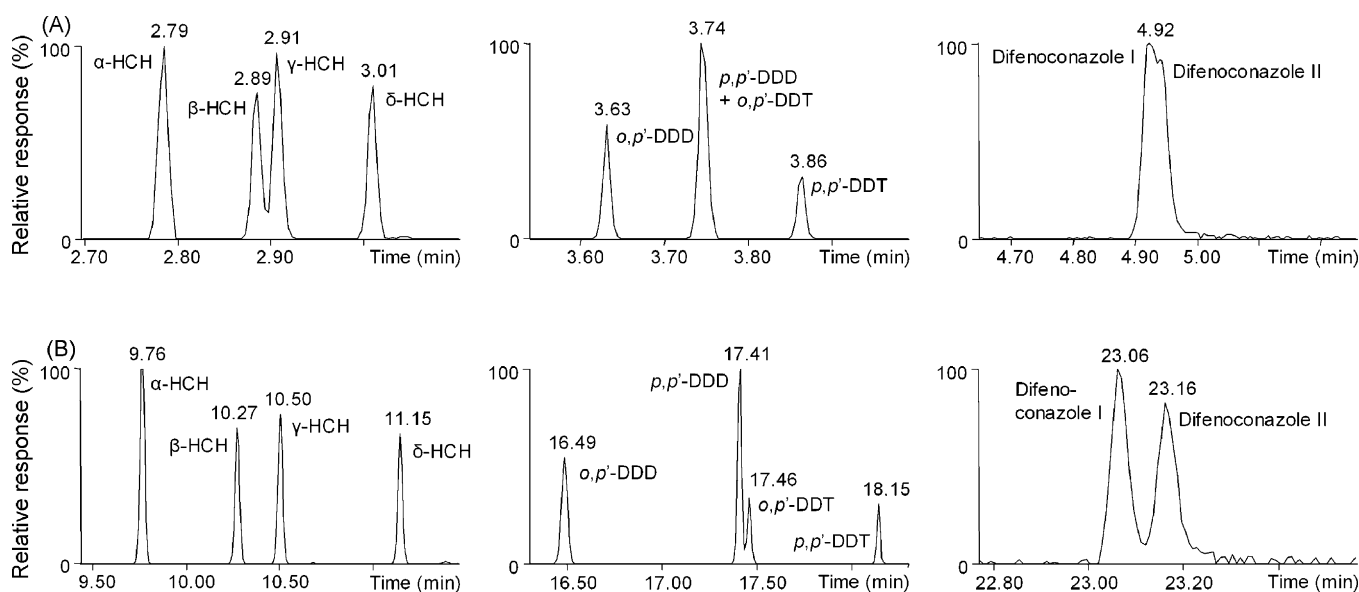 (A)
Relative response (%)
100
0
2.79
α-HCH
2.89
β-HCH
2.91
γ-HCH
3.01
δ-HCH
2.70 2.80 2.90 Time (min)
100
0
3.63
o,p'-DDD
3.74
p,p'-DDD
+ o,p'-DDT
3.86
p,p'-DDT
3.60 3.70 3.80 Time (min)
100
0
4.92
Difenoconazole I
Difenoconazole II
4.70 4.80 4.90 5.00 Time (min)
(B)
Relative response (%)
100
0
9.76
α-HCH
10.27
β-HCH
10.50
γ-HCH
11.15
δ-HCH
9.50 10.00 10.50 Time (min)
100
0
16.49
o,p'-DDD
17.41
p,p'-DDD
17.46
o,p'-DDT
18.15
p,p'-DDT
16.50 17.00 17.50 Time (min)
100
0
23.06
Difeno-
conazole I
23.16
Difenoconazole II
22.80 23.00 23.20 Time (min)